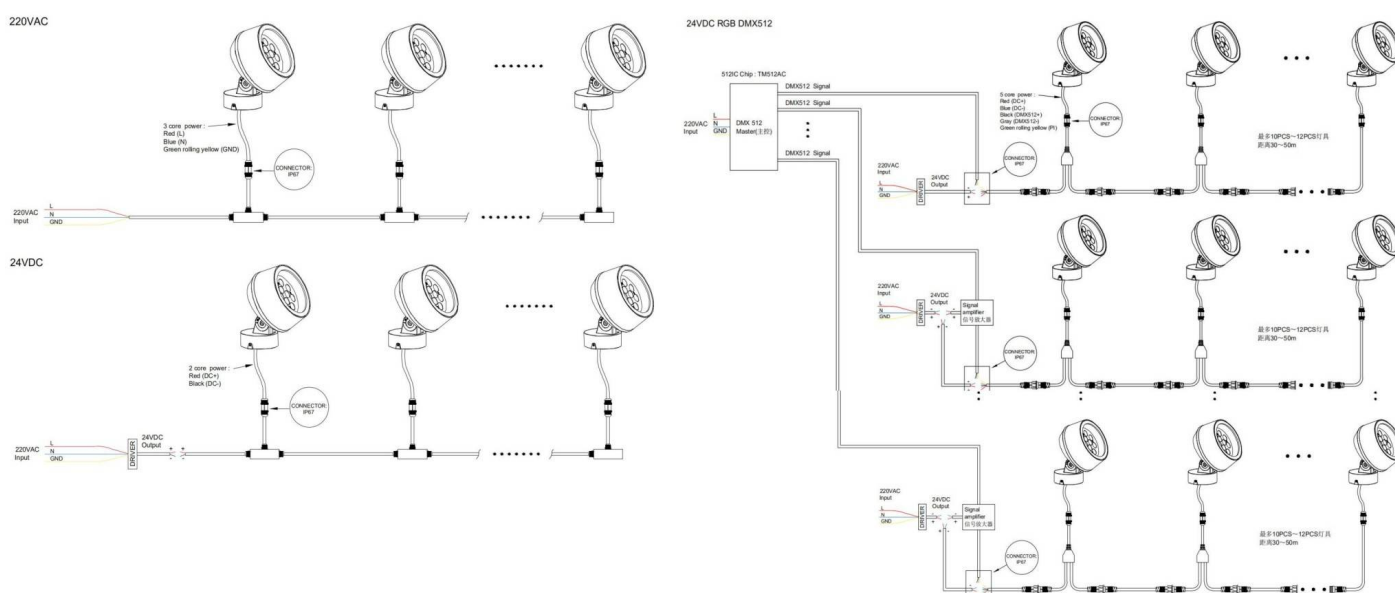 220VAC
3 core power :
Red (L)
Blue (N)
Green rolling yellow (GND)
CONNECTOR:
IP67
220VAC
Input
L
N
GND
24VDC
2 core power :
Red (DC+)
Black (DC-)
CONNECTOR:
IP67
220VAC
Input
L
N
GND
DRIVER
24VDC
Output
+ +
- -
24VDC RGB DMX512
512IC Chip : TM512AC
220VAC
Input
L
N
GND
DMX 512
Master(主控)
DMX512 Signal
DMX512 Signal
DMX512 Signal
5 core power :
Red (DC+)
Blue (DC-)
Black (DMX512+)
Gray (DMX512-)
Green rolling yellow (PI)
CONNECTOR:
IP67
最多10PCS～12PCS灯具
距离30～50m
CONNECTOR:
IP67
220VAC
Input
L
N
GND
DRIVER
24VDC
Output
220VAC
Input
L
N
GND
DRIVER
24VDC
Output
Signal
amplifier
信号放大器
CONNECTOR:
IP67
最多10PCS～12PCS灯具
距离30～50m
220VAC
Input
L
N
GND
DRIVER
24VDC
Output
Signal
amplifier
信号放大器
CONNECTOR:
IP67
最多10PCS～12PCS灯具
距离30～50m